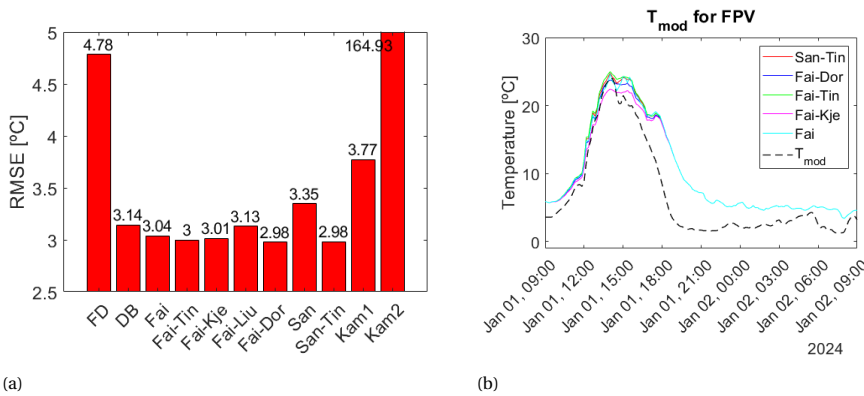 RMSE [ºC]
5
4.5
4
3.5
3
2.5
4.78
3.14
3.04
3
3.01
3.13
2.98
3.35
2.98
3.77
164.93
FD
DB
Fai
Fai-Tin
Fai-Kje
Fai-Liu
Fai-Dor
San
San-Tin
Kam1
Kam2
(a)
T_mod for FPV
Temperature [ºC]
30
20
10
0
San-Tin
Fai-Dor
Fai-Tin
Fai-Kje
Fai
T_mod
Jan 01, 09:00
Jan 01, 12:00
Jan 01, 15:00
Jan 01, 18:00
Jan 01, 21:00
Jan 02, 00:00
Jan 02, 03:00
Jan 02, 06:00
Jan 02, 09:00
2024
(b)